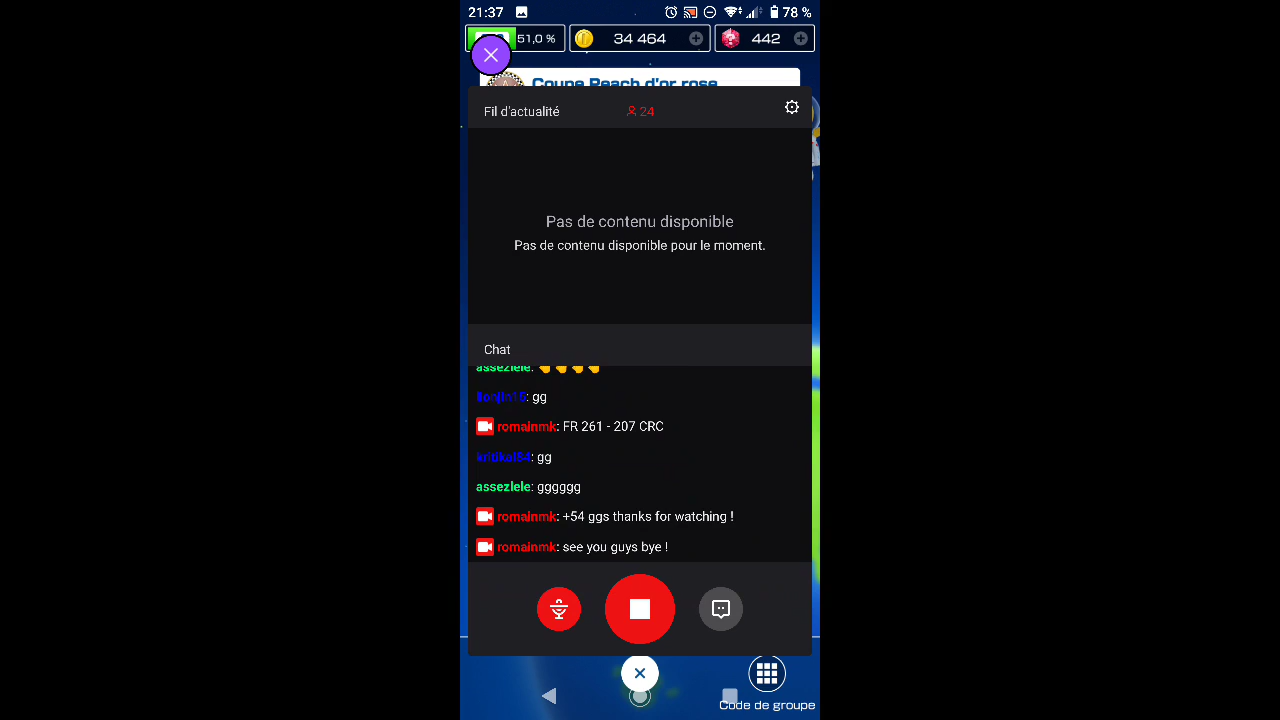 21:37 78 %
51,0 % 34 464 442
Coupe Peach d'or rose
Fil d'actualité 24
Pas de contenu disponible
Pas de contenu disponible pour le moment.
Chat
assezlele:
lionjin15: gg
romainmk: FR 261 - 207 CRC
kritikal54: gg
assezlele: gggggg
romainmk: +54 ggs thanks for watching !
romainmk: see you guys bye !
Code de groupe